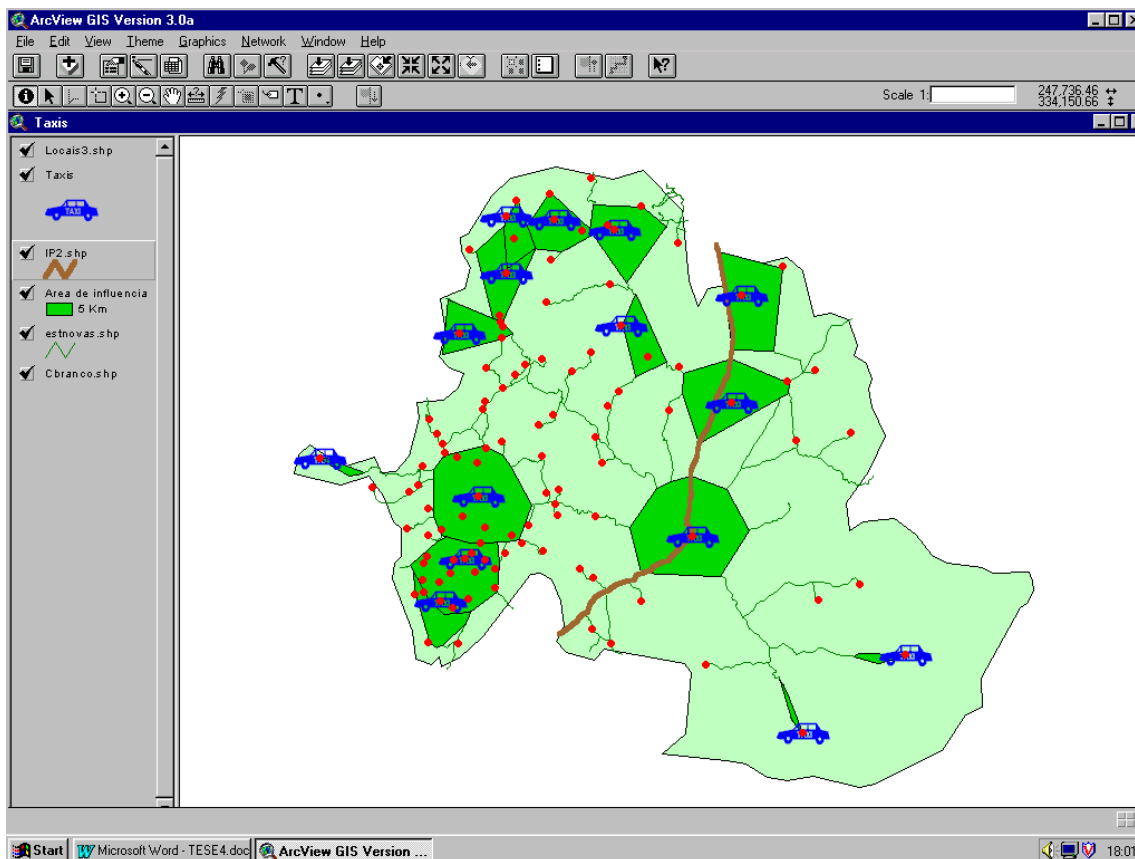 ArcView GIS Version 3.0a
File Edit View Theme Graphics Network Window Help
Scale 1: 247,736.46
334,150.66
Taxis
Locais3.shp
Taxis
TAXI
IP2.shp
Area de influencia
5 Km
estnovas.shp
Cbranco.shp
Start Microsoft Word - TESE4.doc ArcView GIS Version ... 18:01